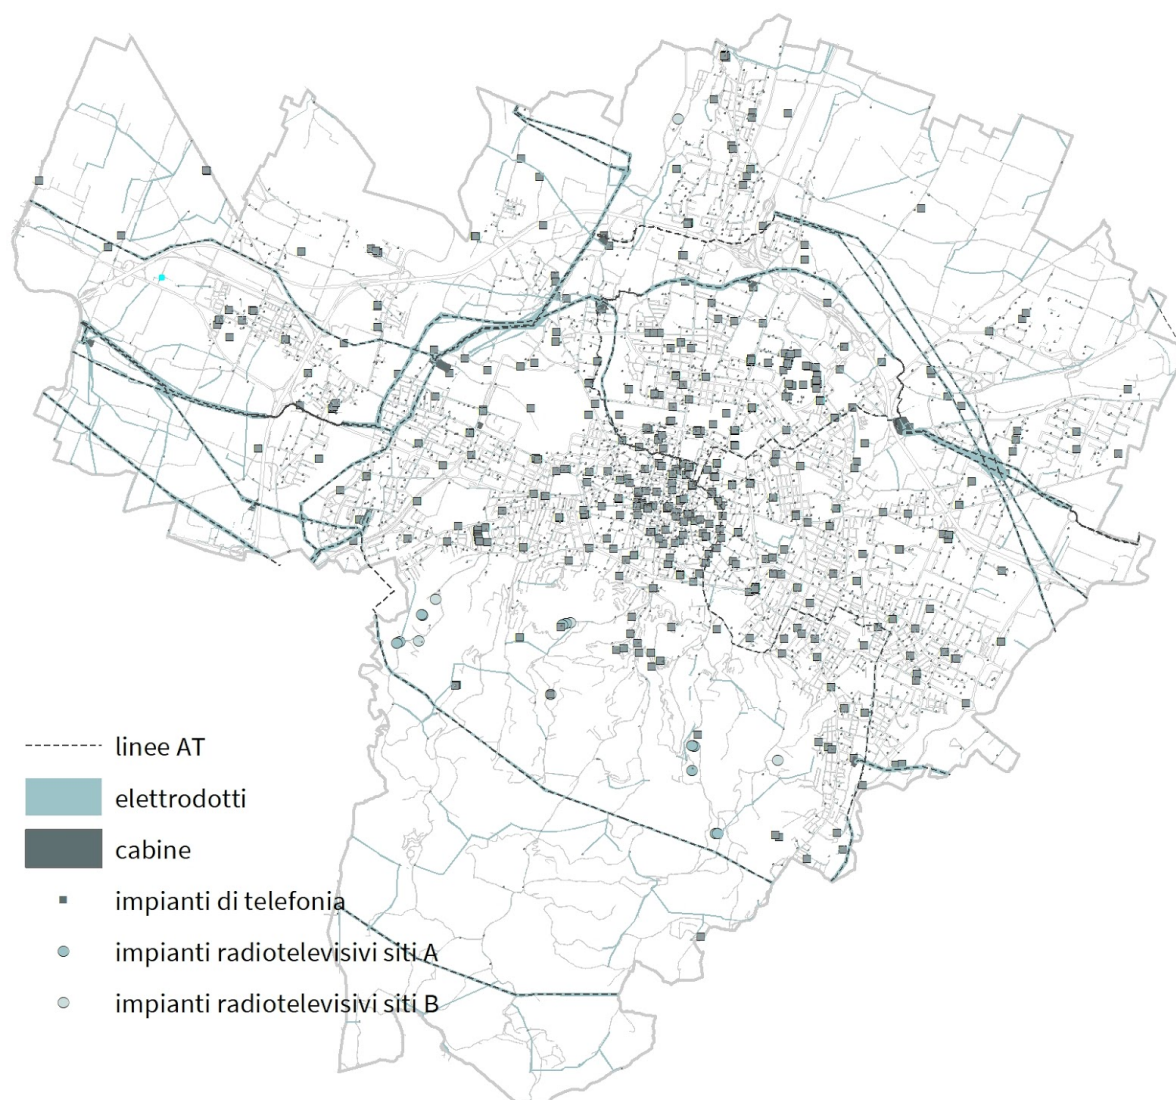 linee AT
elettrodotti
cabine
impianti di telefonia
impianti radiotelevisivi siti A
impianti radiotelevisivi siti B